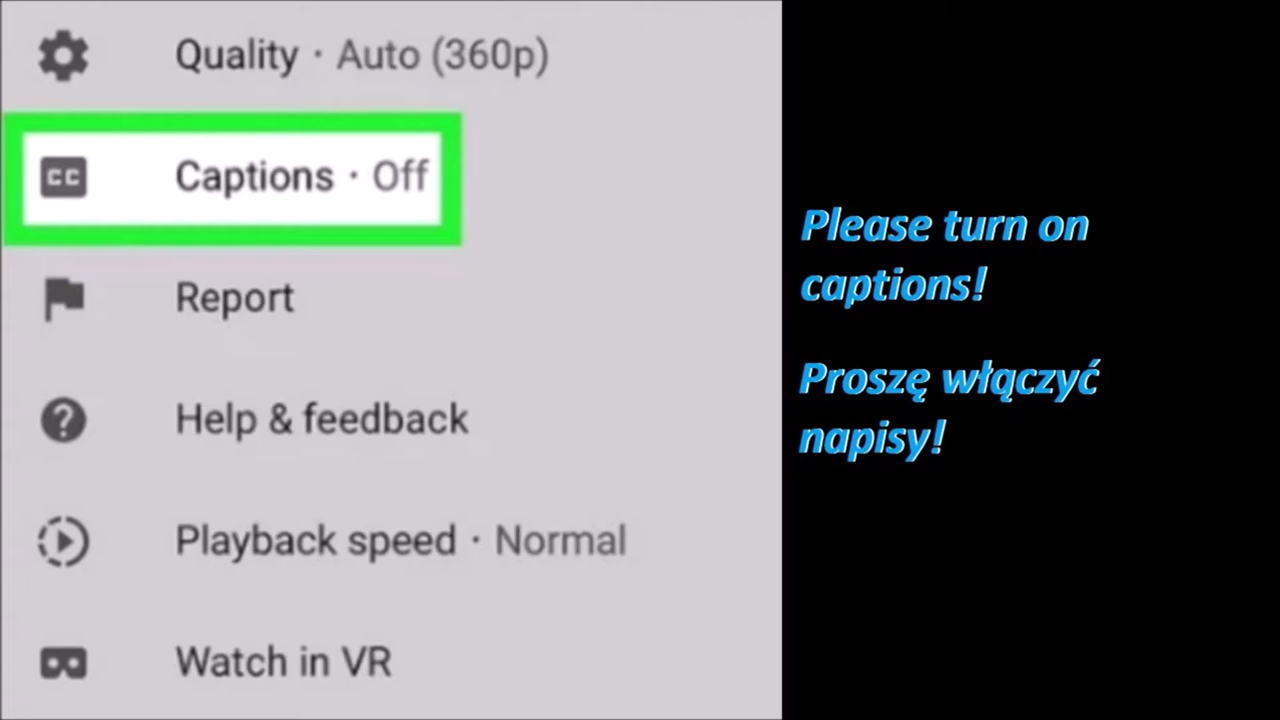 Quality · Auto (360p)
CC Captions · Off
Report
Help & feedback
Playback speed · Normal
Watch in VR
Please turn on
captions!
Proszę włączyć
napisy!